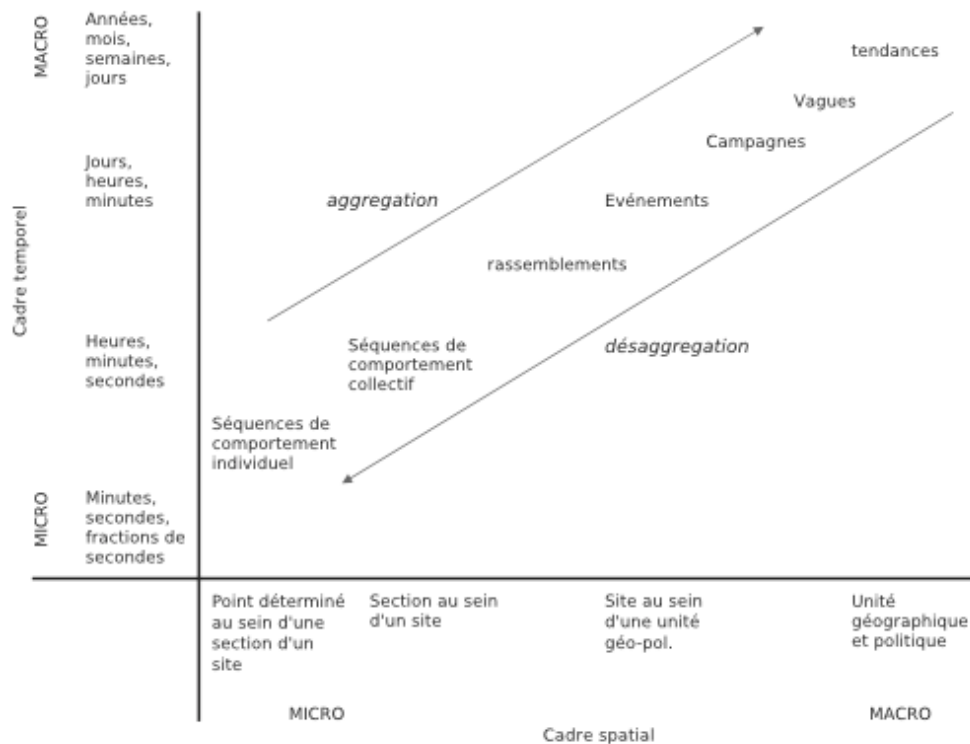 MACRO
Années,
mois,
semaines,
jours
tendances
Vagues
Campagnes
Jours,
heures,
minutes
aggregation
Evénements
rassemblements
Cadre temporel
Heures,
minutes,
secondes
Séquences de
comportement
collectif
désaggregation
Séquences de
comportement
individuel
MICRO
Minutes,
secondes,
fractions de
secondes
Point déterminé
au sein d'une
section d'un
site
Section au sein
d'un site
Site au sein
d'une unité
géo-pol.
Unité
géographique
et politique
MICRO
MACRO
Cadre spatial